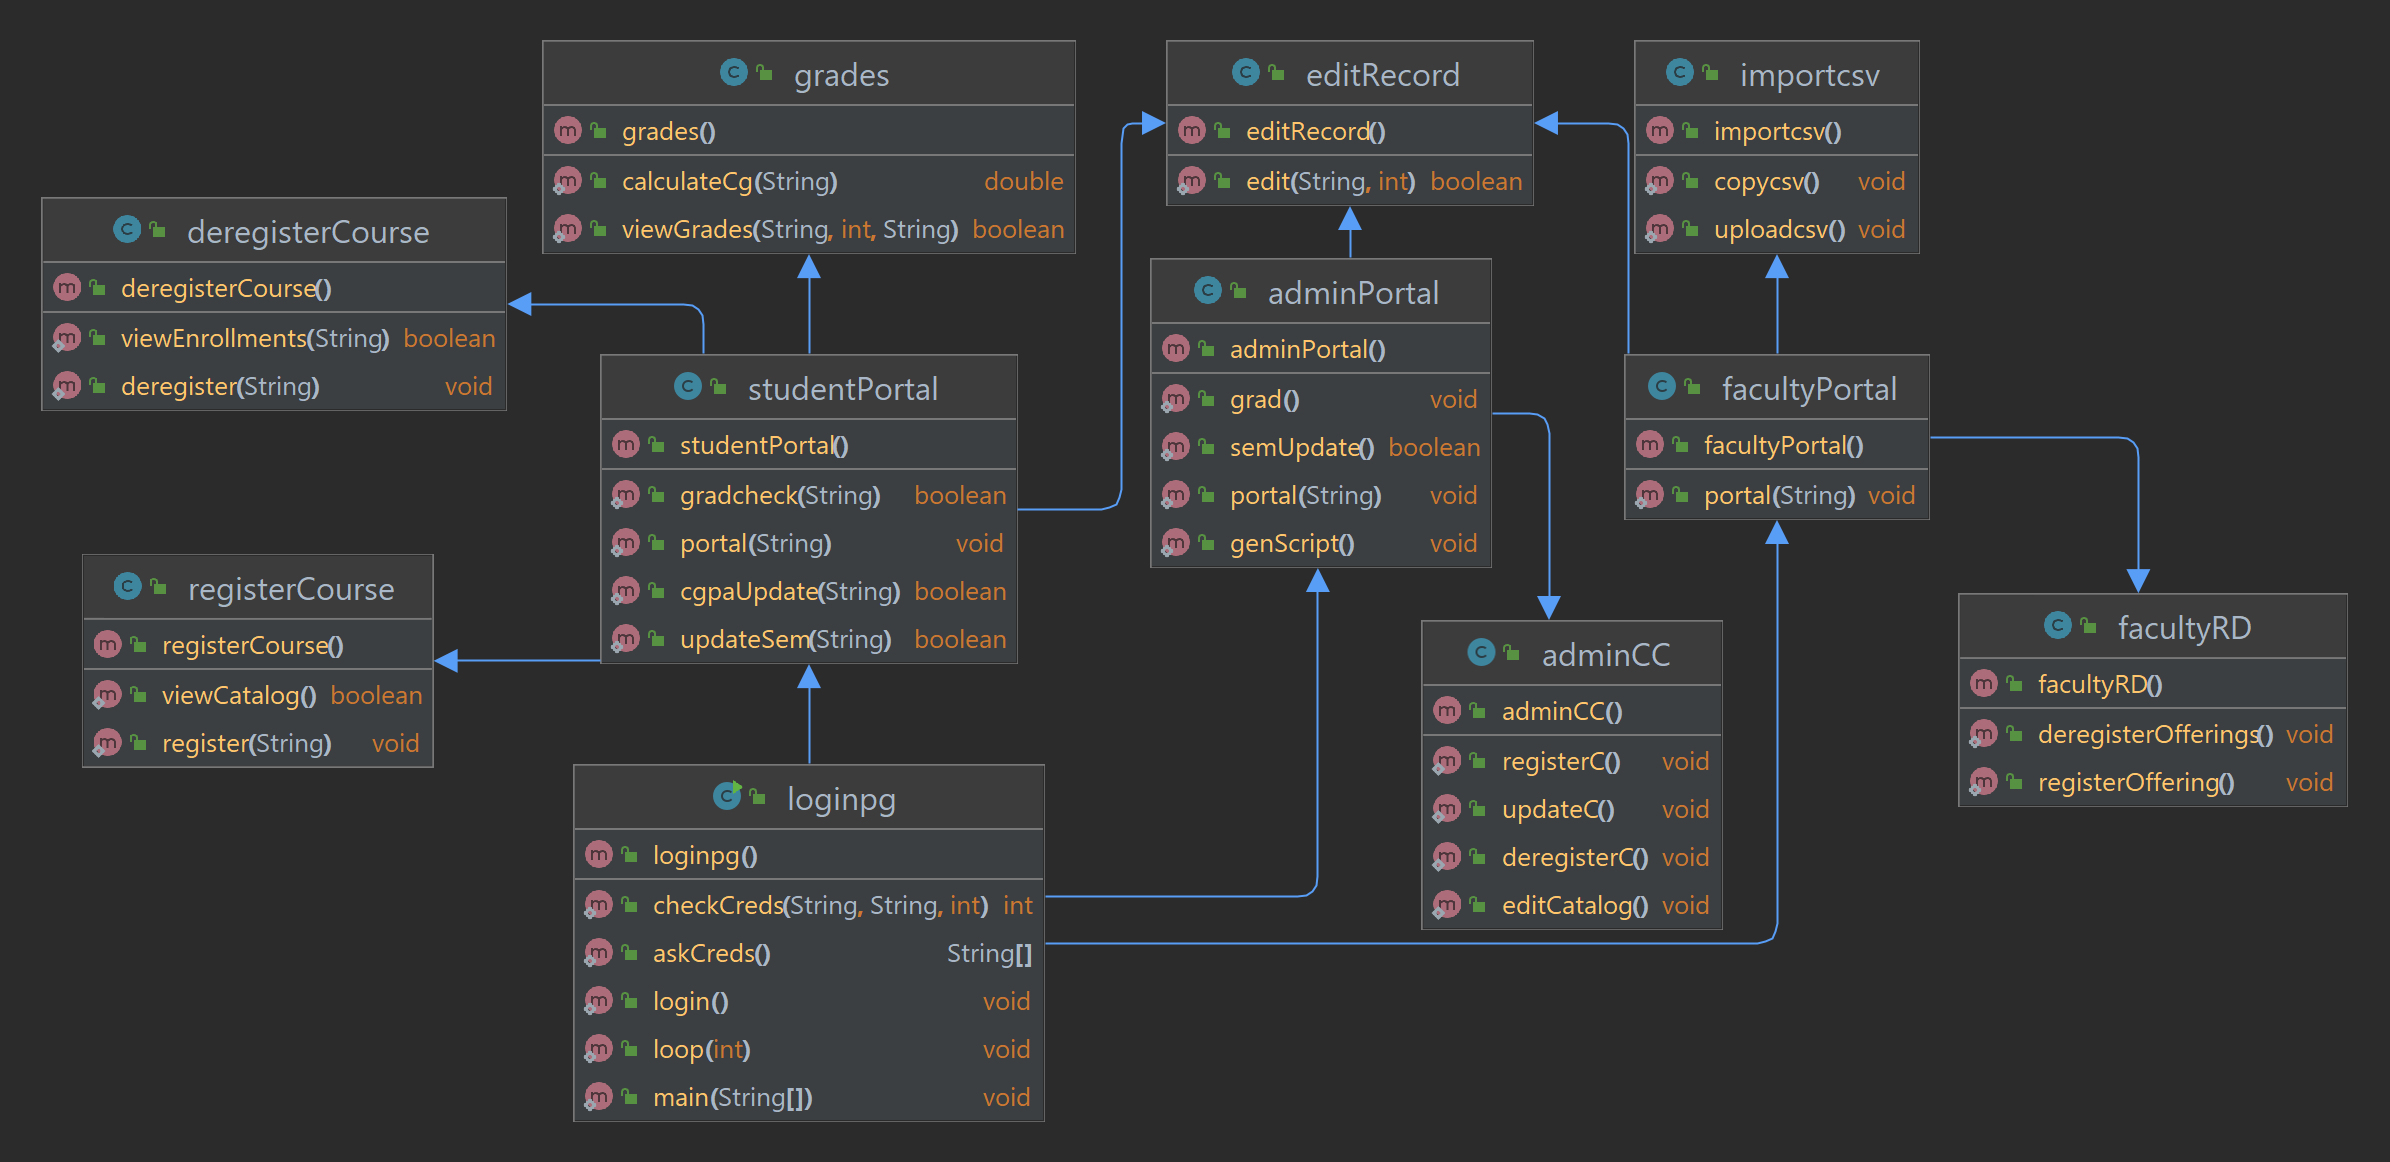 grades
grades()
calculateCg(String) double
viewGrades(String, int, String) boolean
editRecord
editRecord()
edit(String, int) boolean
importcsv
importcsv()
copycsv() void
uploadcsv() void
deregisterCourse
deregisterCourse()
viewEnrollments(String) boolean
deregister(String) void
studentPortal
studentPortal()
gradcheck(String) boolean
portal(String) void
cgpaUpdate(String) boolean
updateSem(String) boolean
adminPortal
adminPortal()
grad() void
semUpdate() boolean
portal(String) void
genScript() void
facultyPortal
facultyPortal()
portal(String) void
registerCourse
registerCourse()
viewCatalog() boolean
register(String) void
adminCC
adminCC()
registerC() void
updateC() void
deregisterC() void
editCatalog() void
facultyRD
facultyRD()
deregisterOfferings() void
registerOffering() void
loginpg
loginpg()
checkCreds(String, String, int) int
askCreds() String[]
login() void
loop(int) void
main(String[]) void